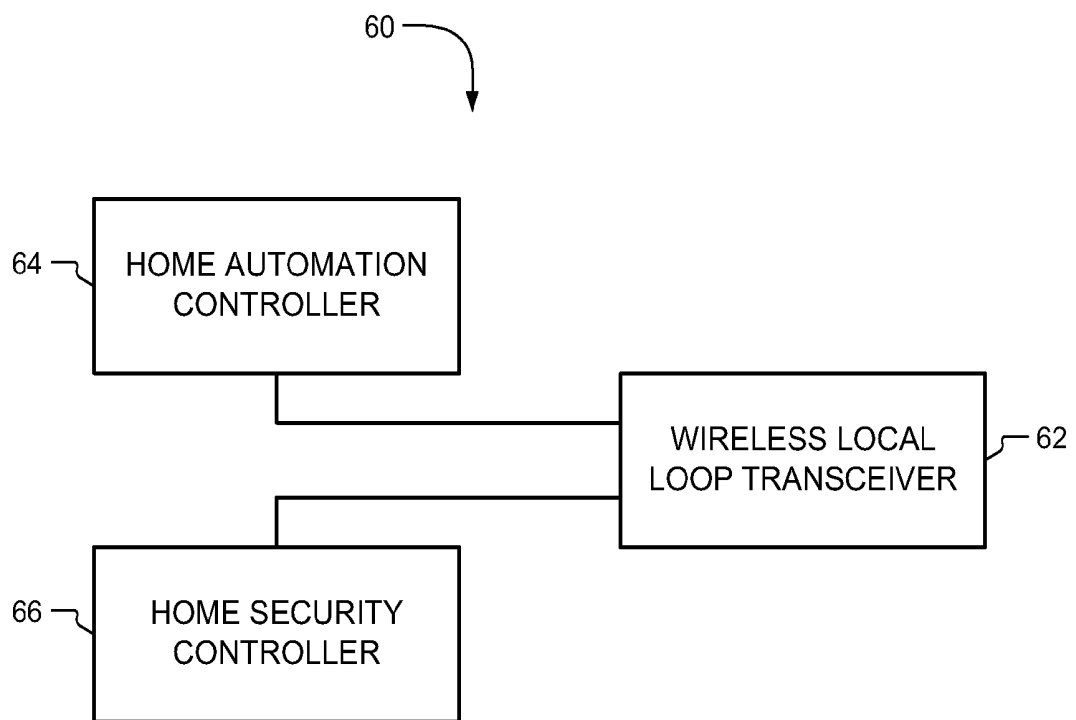 60
64
HOME AUTOMATION
CONTROLLER
WIRELESS LOCAL
LOOP TRANSCEIVER
62
66
HOME SECURITY
CONTROLLER